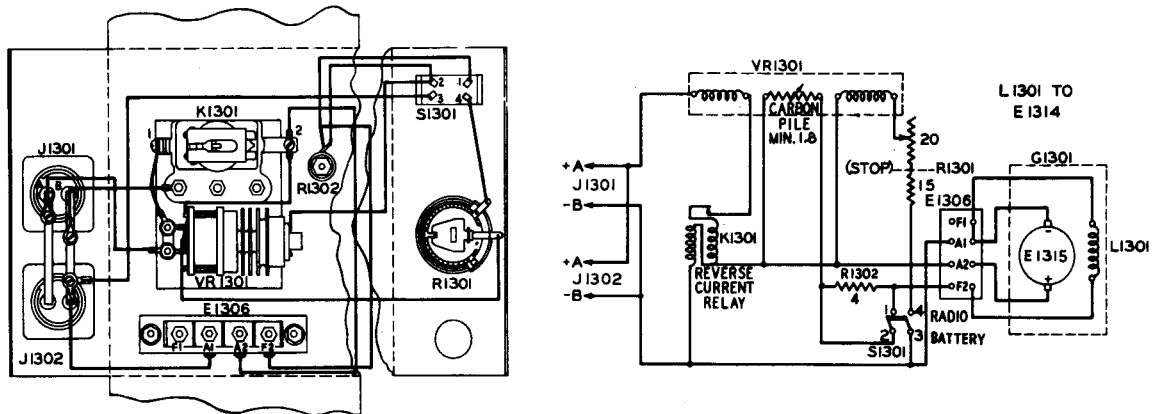 K1301
1
2
J1301
A
B
R1302
2
1
3
4
S1301
VR1301
R1301
E1306
F1
A1
A2
F2
J1302
VR1301
CARBON
PILE
MIN. 1.8
L1301 TO
E1314
20
(STOP)
R1301
15
E1306
G1301
+A
J1301
-B
+A
J1302
-B
K1301
REVERSE
CURRENT
RELAY
R1302
4
F1
A1
A2
F2
-
E1315
+
L1301
1
4
RADIO
2
3
BATTERY
S1301